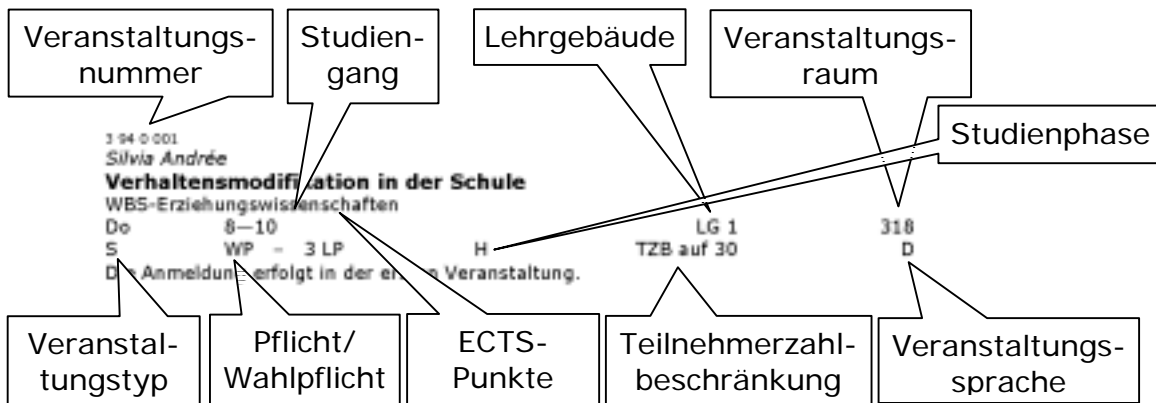 Veranstaltungs-
nummer
Studien-
gang
Lehrgebäude
Veranstaltungs-
raum
Studienphase
3 94 0 001
Silvia Andrée
Verhaltensmodifikation in der Schule
WBS-Erziehungswissenschaften
Do 8—10 LG 1 318
S WP – 3 LP H TZB auf 30 D
Die Anmeldung erfolgt in der ersten Veranstaltung.
Veranstal-
tungstyp
Pflicht/
Wahlpflicht
ECTS-
Punkte
Teilnehmerzahl-
beschränkung
Veranstaltungs-
sprache